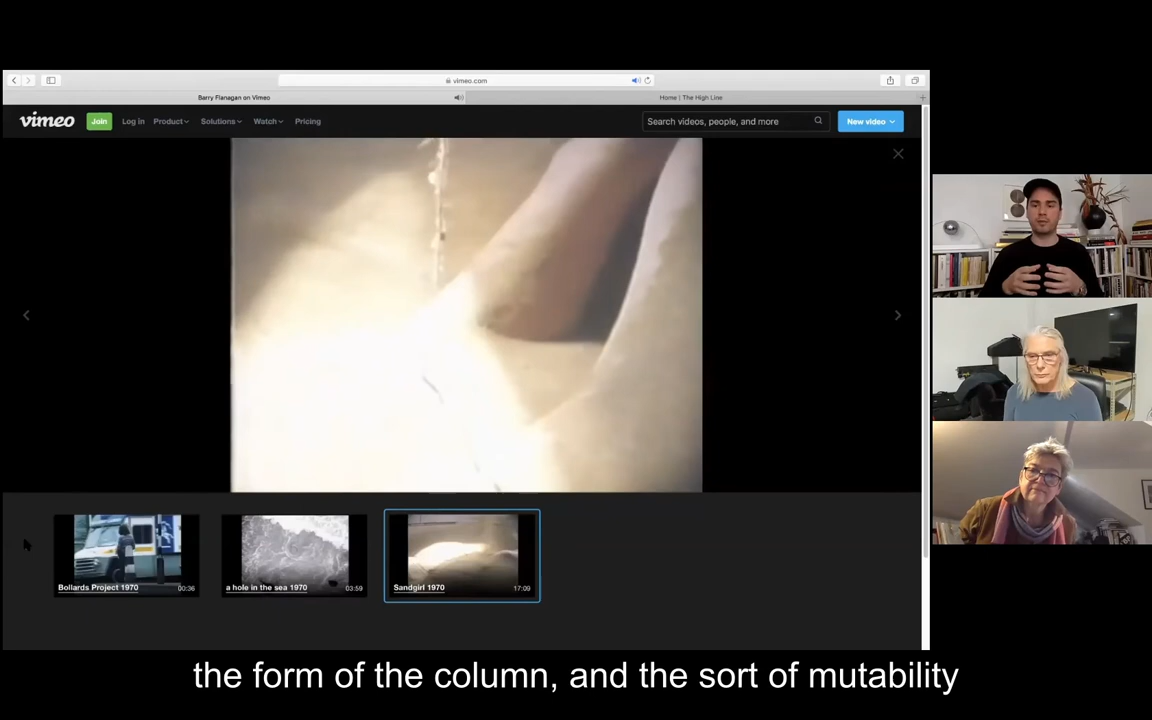 vimeo.com
Barry Flanagan on Vimeo
Home | The High Line
vimeo
Join
Log in
Product
Solutions
Watch
Pricing
Search videos, people, and more
New video
Bollards Project 1970
00:36
a hole in the sea 1970
03:59
Sandgirl 1970
17:09
the form of the column, and the sort of mutability